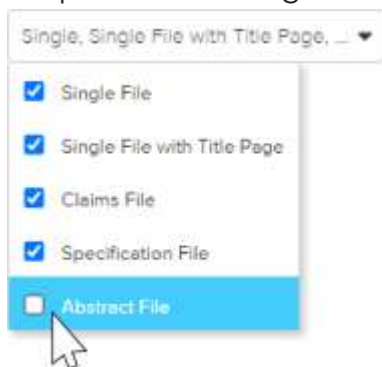 Single, Single File with Title Page, ...
Single File
Single File with Title Page
Claims File
Specification File
Abstract File